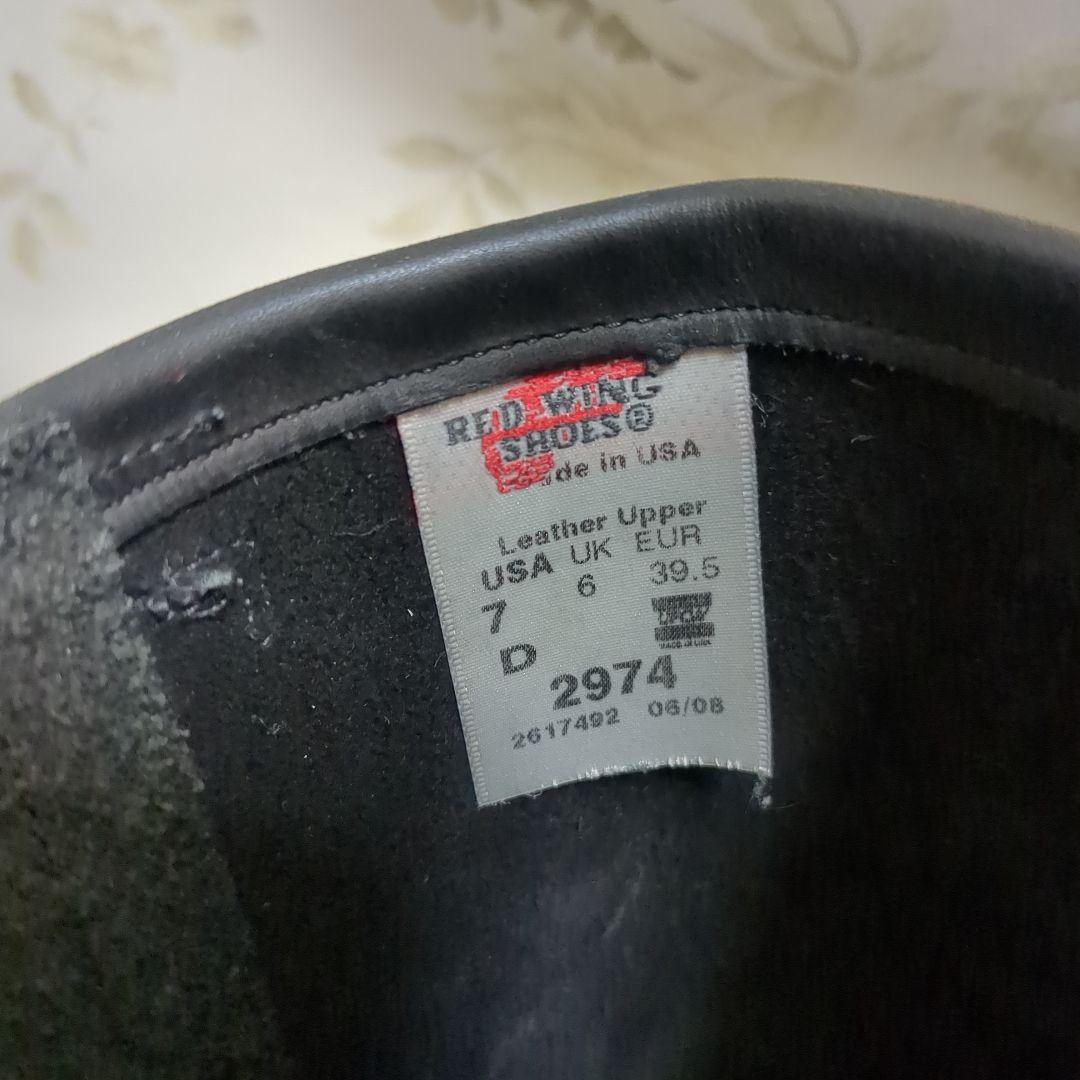 RED WING
SHOES®
Made in USA
Leather Upper
USA UK EUR
7 6 39.5
D
2974
2617492 06/08